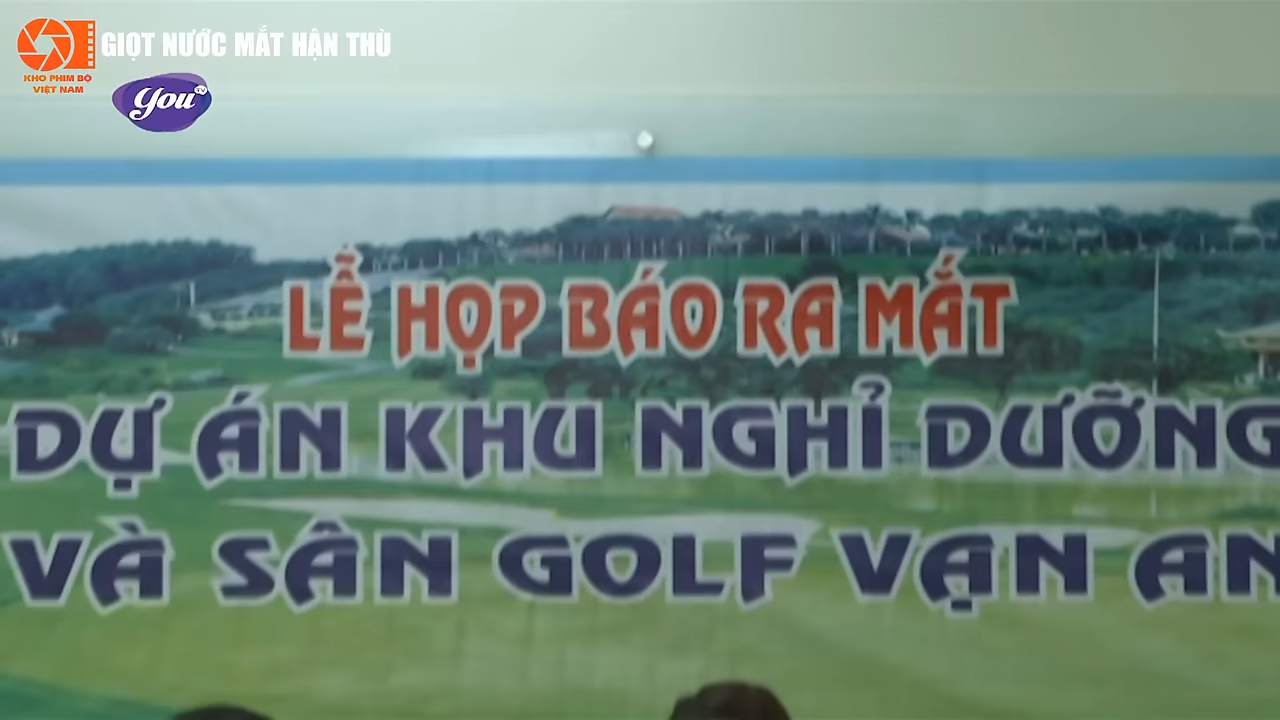 GIỌT NƯỚC MẮT HẬN THÙ
KHO PHIM BỘ
VIỆT NAM
you TV
LỄ HỌP BÁO RA MẮT
DỰ ÁN KHU NGHỈ DƯỠNG
VÀ SÂN GOLF VẠN AN